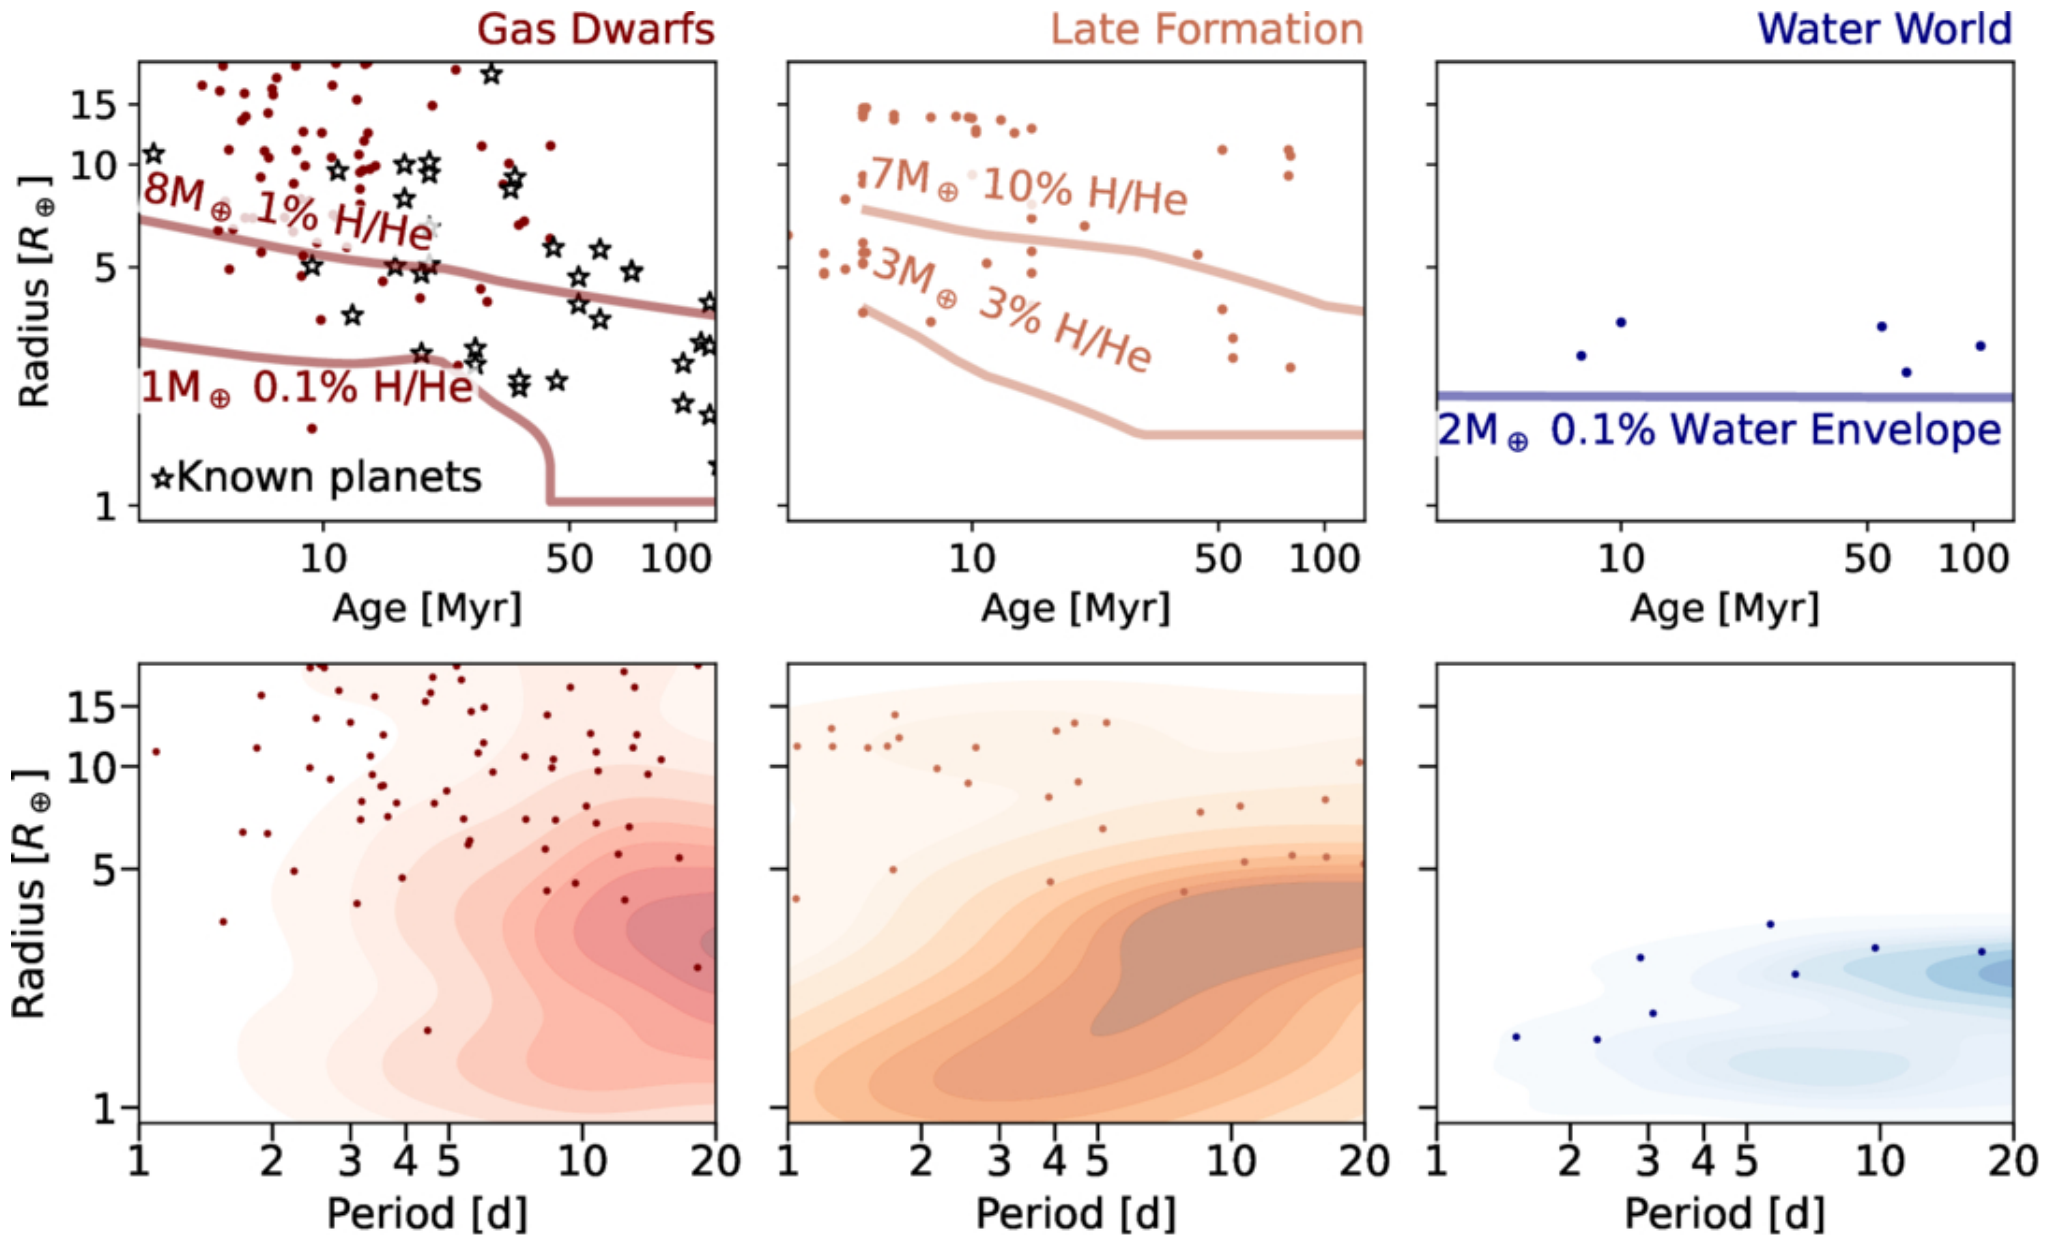 Gas Dwarfs
Late Formation
Water World
Radius [R⊕]
15
10
5
1
8M⊕ 1% H/He
1M⊕ 0.1% H/He
☆Known planets
7M⊕ 10% H/He
3M⊕ 3% H/He
2M⊕ 0.1% Water Envelope
10 50 100
10 50 100
10 50 100
Age [Myr]
Age [Myr]
Age [Myr]
Radius [R⊕]
15
10
5
1
1 2 3 4 5 10 20
1 2 3 4 5 10 20
1 2 3 4 5 10 20
Period [d]
Period [d]
Period [d]